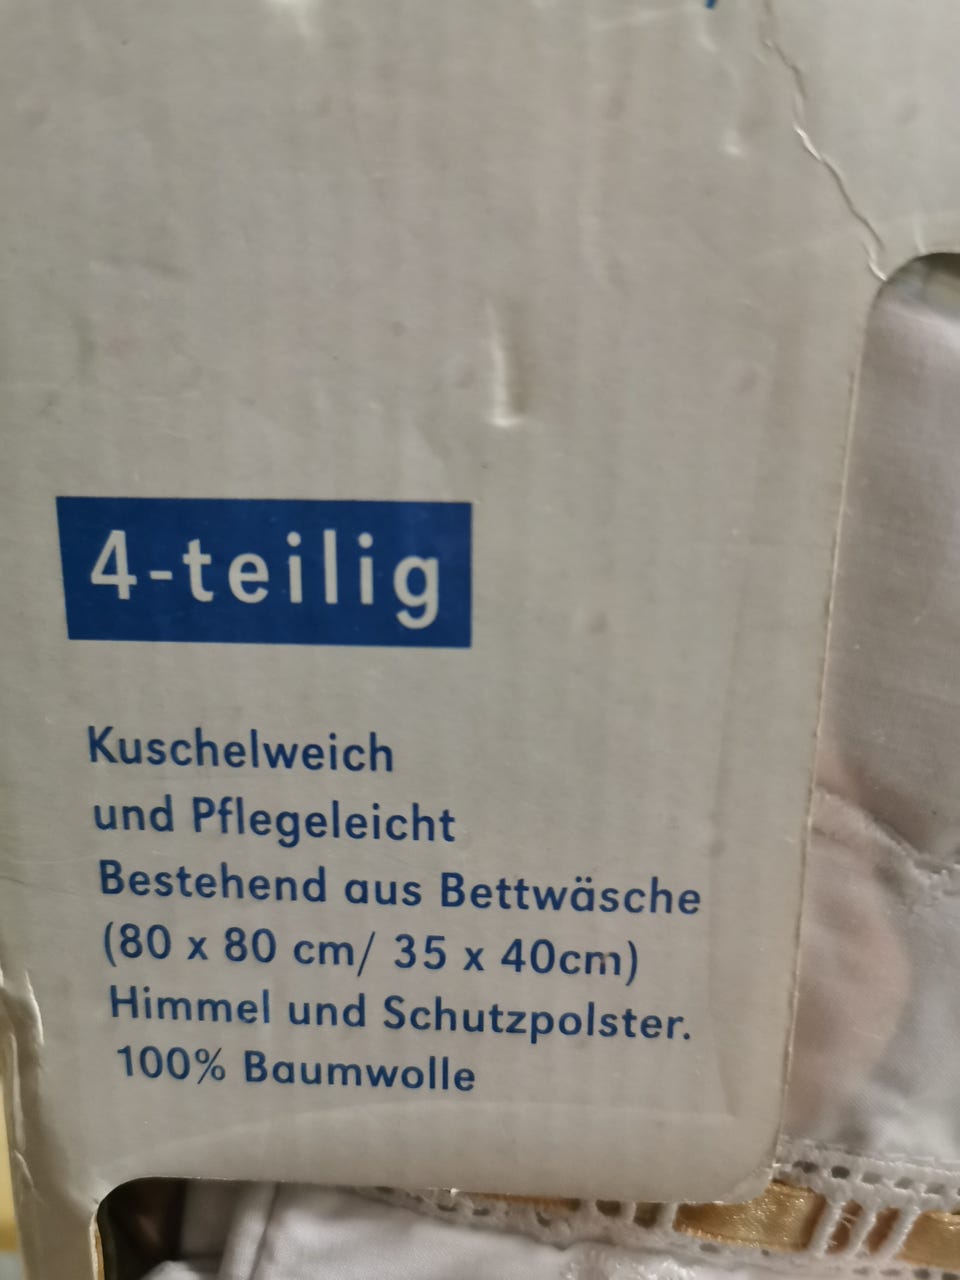 4-teilig
Kuschelweich
und Pflegeleicht
Bestehend aus Bettwäsche
(80 x 80 cm/ 35 x 40cm)
Himmel und Schutzpolster.
100% Baumwolle